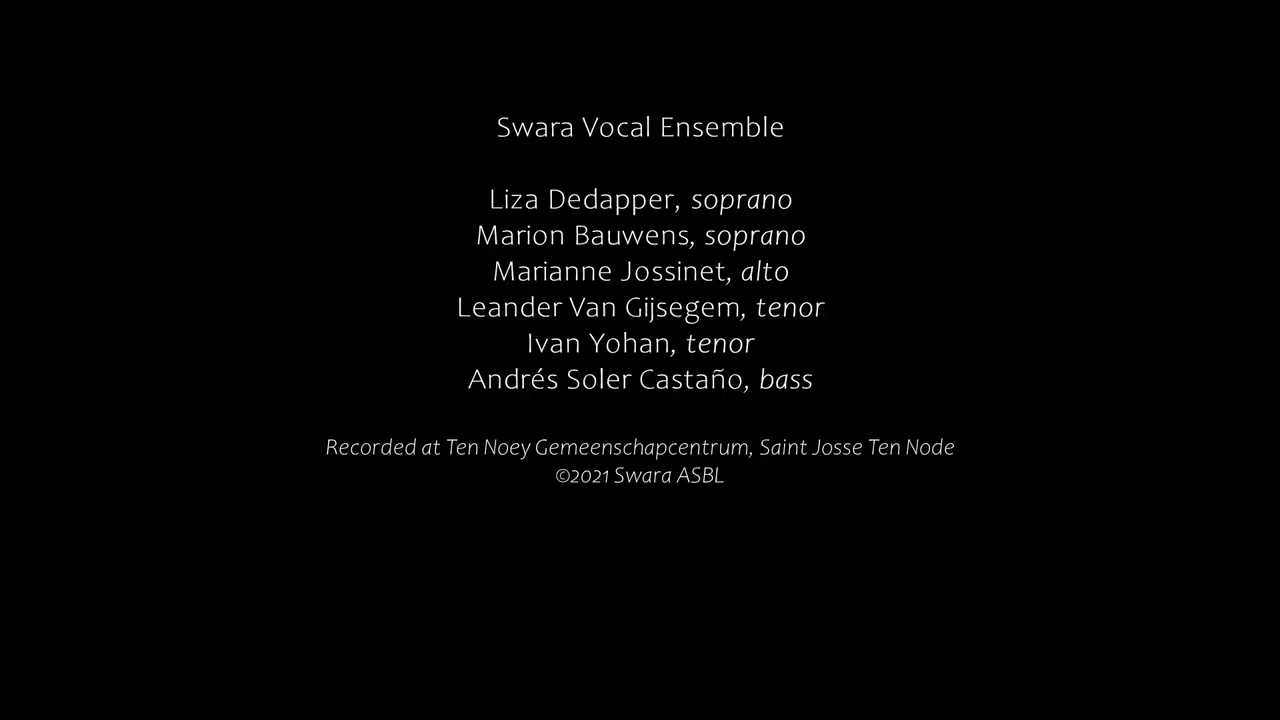 Swara Vocal Ensemble
Liza Dedapper, soprano
Marion Bauwens, soprano
Marianne Jossinet, alto
Leander Van Gijsegem, tenor
Ivan Yohan, tenor
Andrés Soler Castaño, bass
Recorded at Ten Noey Gemeenschapcentrum, Saint Josse Ten Node
©2021 Swara ASBL